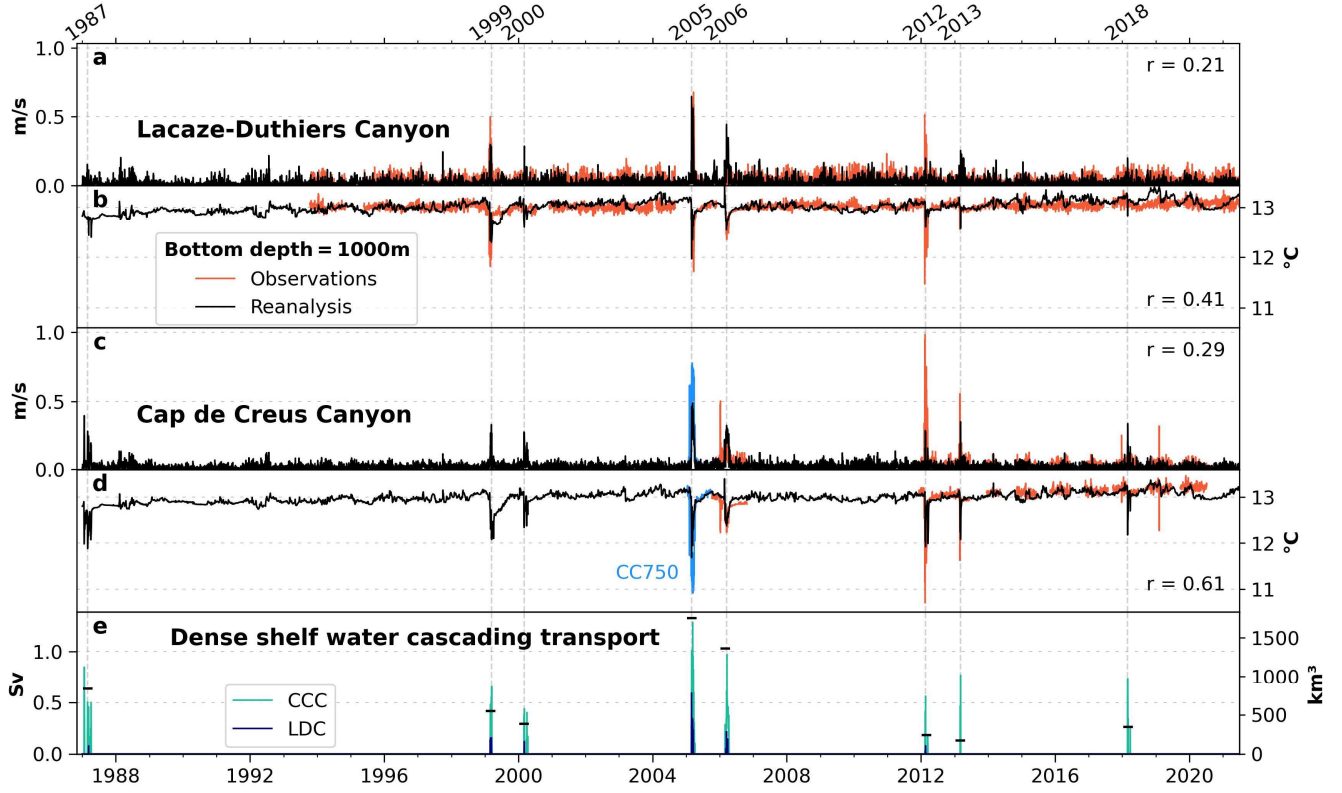 1987 1999 2000 2005 2006 2012 2013 2018
a
1.0
r = 0.21
m/s
0.5
Lacaze-Duthiers Canyon
0.0
b
13
Bottom depth = 1000m
12
°C
Observations
Reanalysis
11
r = 0.41
1.0
c
r = 0.29
m/s
0.5
Cap de Creus Canyon
0.0
d
13
12
°C
CC750
11
r = 0.61
e
Dense shelf water cascading transport
1.0
Sv
0.5
0.0
CCC
LDC
1500
1000
500
0
km³
1988 1992 1996 2000 2004 2008 2012 2016 2020